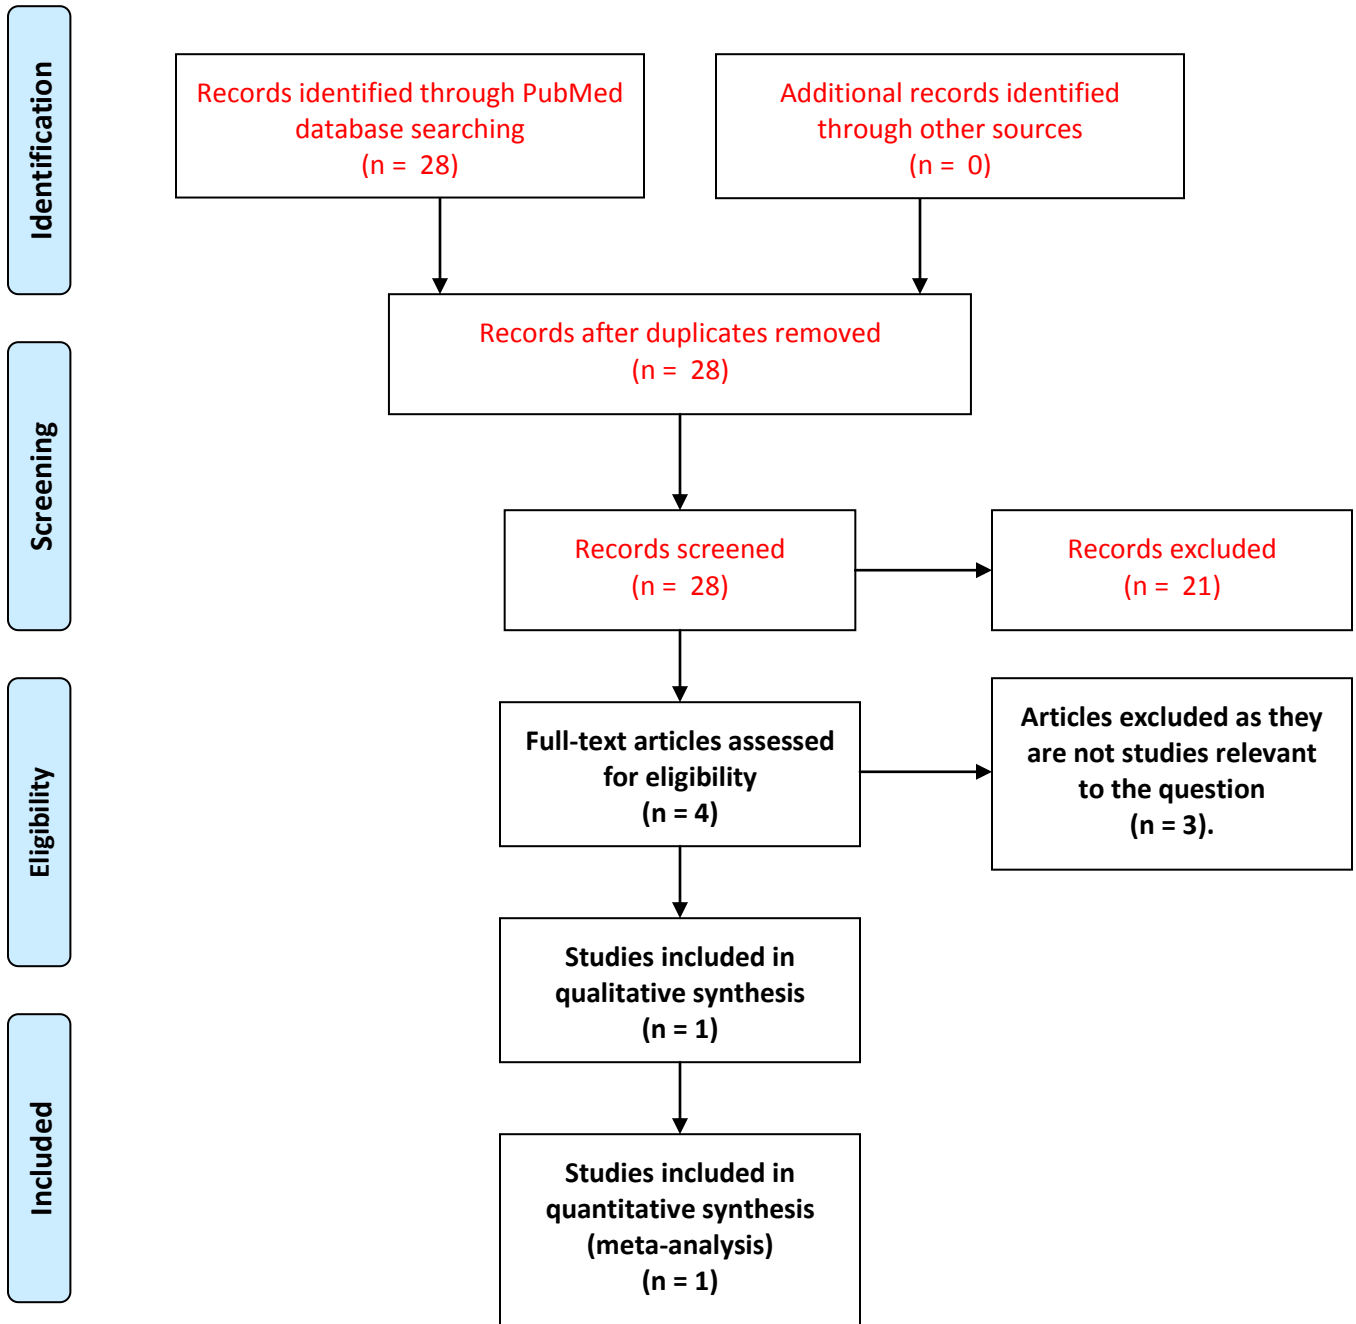 Identification
Records identified through PubMed
database searching
(n = 28)
Additional records identified
through other sources
(n = 0)
Records after duplicates removed
(n = 28)
Screening
Records screened
(n = 28)
Records excluded
(n = 21)
Eligibility
Full-text articles assessed
for eligibility
(n = 4)
Articles excluded as they
are not studies relevant
to the question
(n = 3).
Studies included in
qualitative synthesis
(n = 1)
Included
Studies included in
quantitative synthesis
(meta-analysis)
(n = 1)